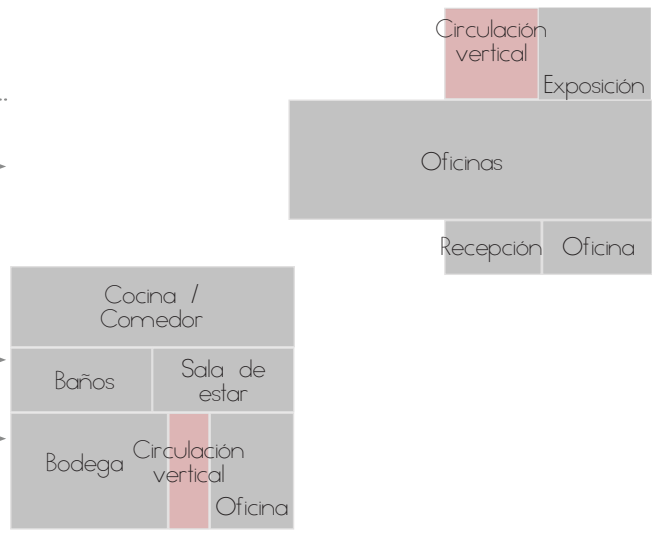 Circulación
vertical
Exposición
Oficinas
Recepción
Oficina
Cocina /
Comedor
Baños
Sala de
estar
Bodega
Circulación
vertical
Oficina